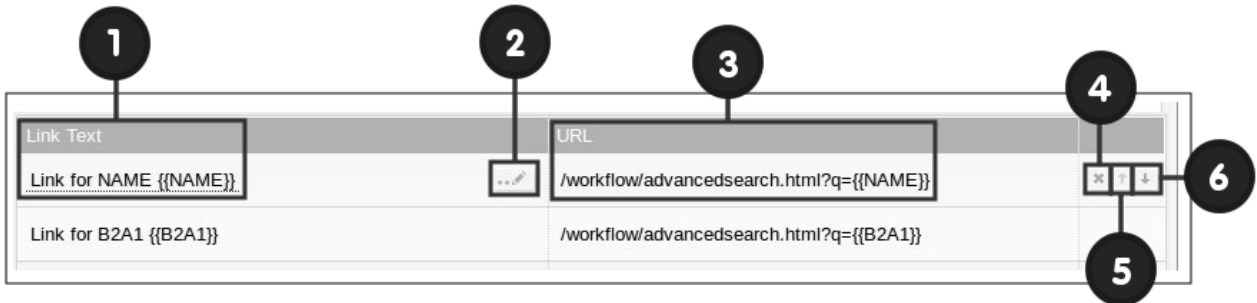 1
2
3
4
Link Text URL
Link for NAME {{NAME}} ... /workflow/advancedsearch.html?q={{NAME}}
6
Link for B2A1 {{B2A1}} /workflow/advancedsearch.html?q={{B2A1}}
5